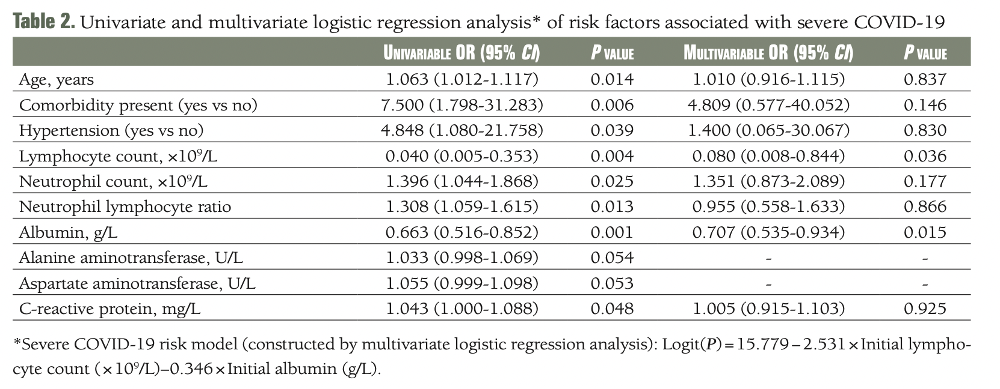 Table 2. Univariate and multivariate logistic regression analysis* of risk factors associated with severe COVID-19
UNIVARIABLE OR (95% CI) P VALUE MULTIVARIABLE OR (95% CI) P VALUE
Age, years 1.063 (1.012-1.117) 0.014 1.010 (0.916-1.115) 0.837
Comorbidity present (yes vs no) 7.500 (1.798-31.283) 0.006 4.809 (0.577-40.052) 0.146
Hypertension (yes vs no) 4.848 (1.080-21.758) 0.039 1.400 (0.065-30.067) 0.830
Lymphocyte count, ×10⁹/L 0.040 (0.005-0.353) 0.004 0.080 (0.008-0.844) 0.036
Neutrophil count, ×10⁹/L 1.396 (1.044-1.868) 0.025 1.351 (0.873-2.089) 0.177
Neutrophil lymphocyte ratio 1.308 (1.059-1.615) 0.013 0.955 (0.558-1.633) 0.866
Albumin, g/L 0.663 (0.516-0.852) 0.001 0.707 (0.535-0.934) 0.015
Alanine aminotransferase, U/L 1.033 (0.998-1.069) 0.054 - -
Aspartate aminotransferase, U/L 1.055 (0.999-1.098) 0.053 - -
C-reactive protein, mg/L 1.043 (1.000-1.088) 0.048 1.005 (0.915-1.103) 0.925
*Severe COVID-19 risk model (constructed by multivariate logistic regression analysis): Logit(P)=15.779–2.531×Initial lympho-
cyte count (×10⁹/L)–0.346×Initial albumin (g/L).